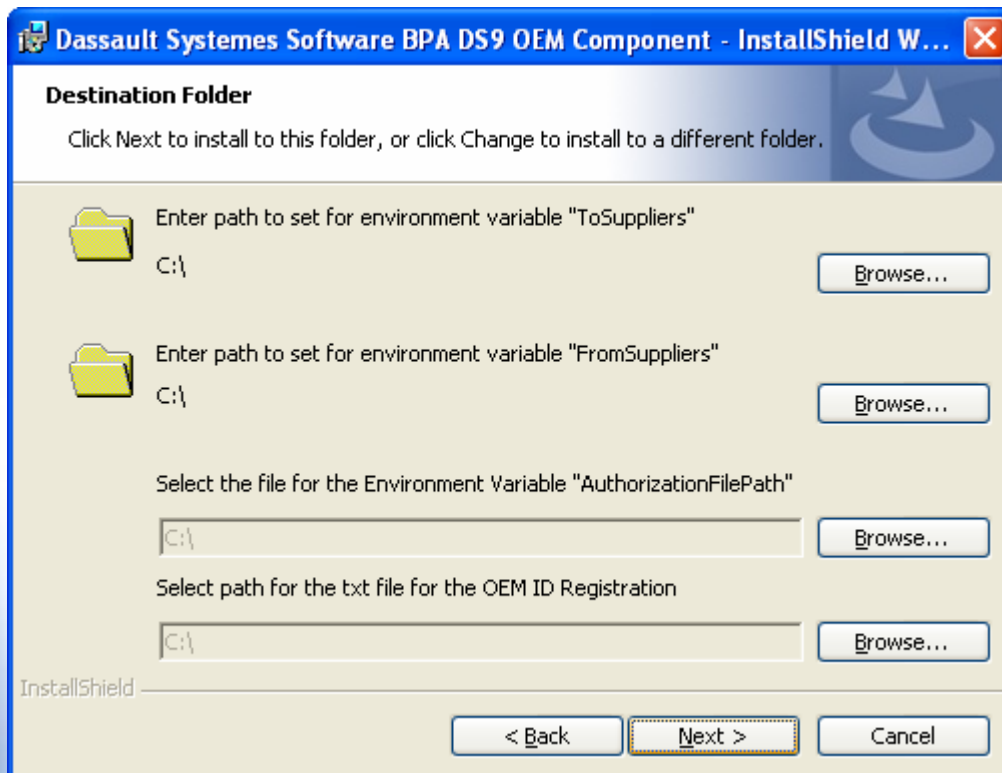 Dassault Systemes Software BPA DS9 OEM Component - InstallShield W...
Destination Folder
Click Next to install to this folder, or click Change to install to a different folder.
Enter path to set for environment variable "ToSuppliers"
C:\
Browse...
Enter path to set for environment variable "FromSuppliers"
C:\
Browse...
Select the file for the Environment Variable "AuthorizationFilePath"
C:\
Browse...
Select path for the txt file for the OEM ID Registration
C:\
Browse...
InstallShield
< Back
Next >
Cancel